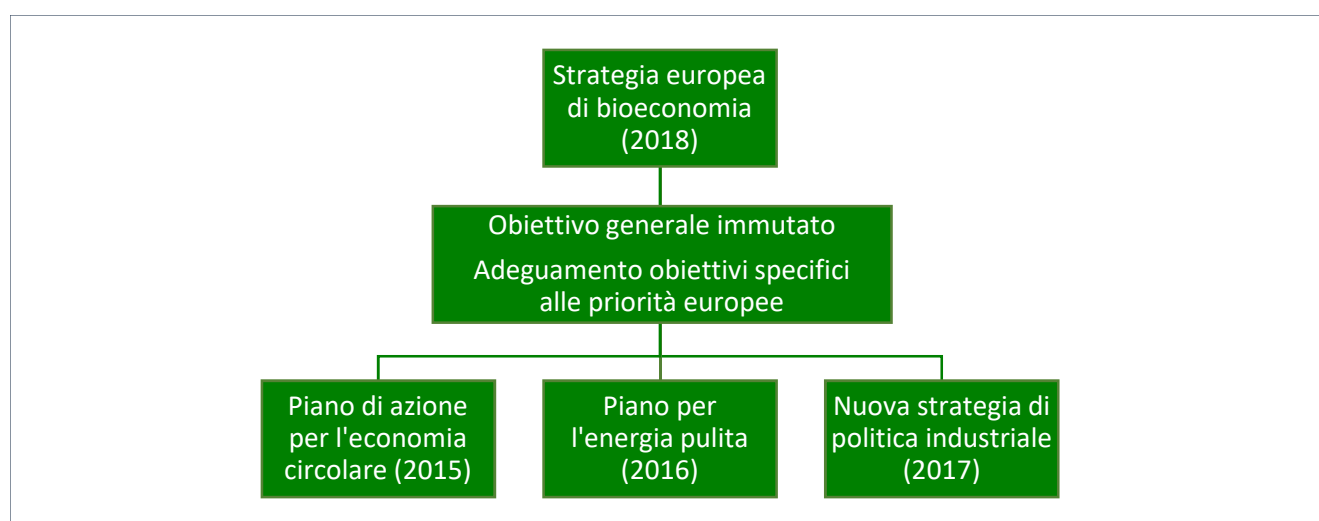 Strategia europea
di bioeconomia
(2018)
Obiettivo generale immutato
Adeguamento obiettivi specifici
alle priorità europee
Piano di azione
per l'economia
circolare (2015)
Piano per
l'energia pulita
(2016)
Nuova strategia di
politica industriale
(2017)